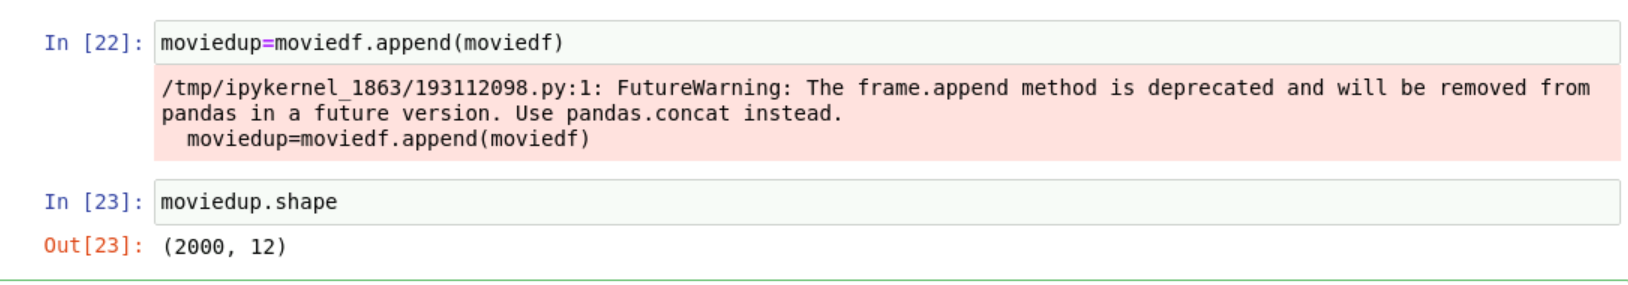 In [22]: moviedup=moviedf.append(moviedf)
/tmp/ipykernel_1863/193112098.py:1: FutureWarning: The frame.append method is deprecated and will be removed from
pandas in a future version. Use pandas.concat instead.
  moviedup=moviedf.append(moviedf)
In [23]: moviedup.shape
Out[23]: (2000, 12)